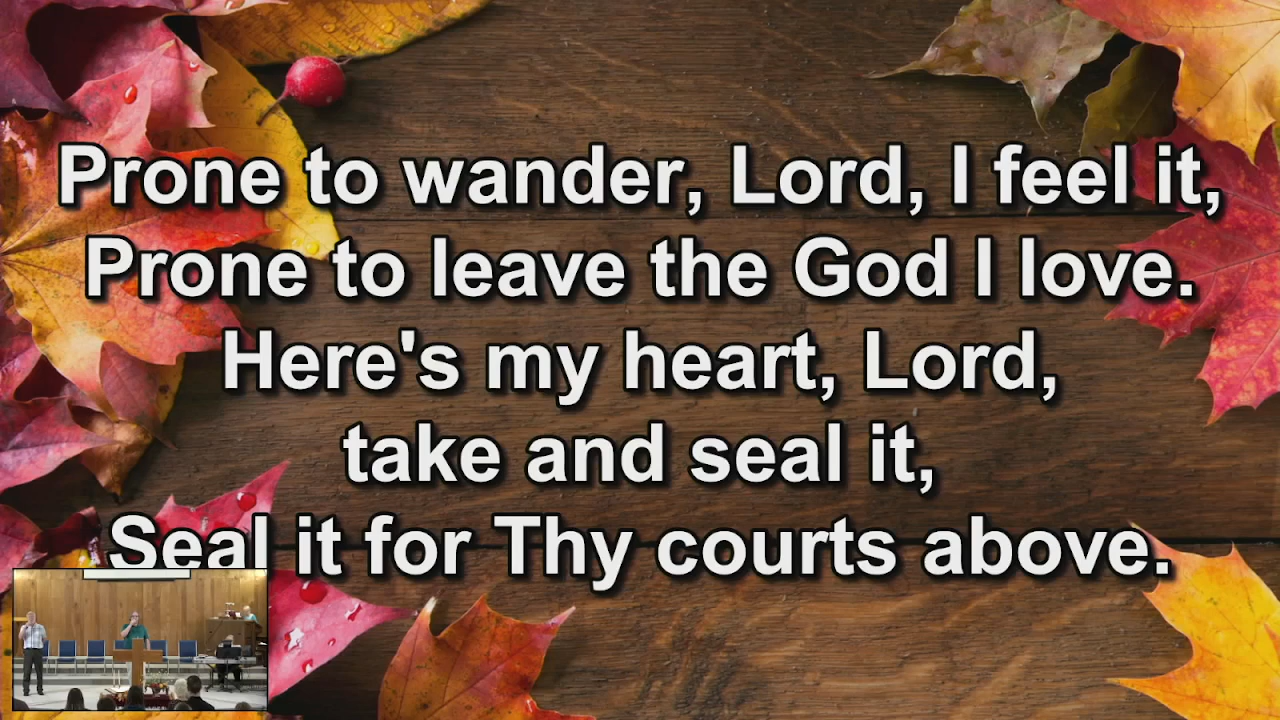 Prone to wander, Lord, I feel it,
Prone to leave the God I love.
Here's my heart, Lord,
take and seal it,
Seal it for Thy courts above.